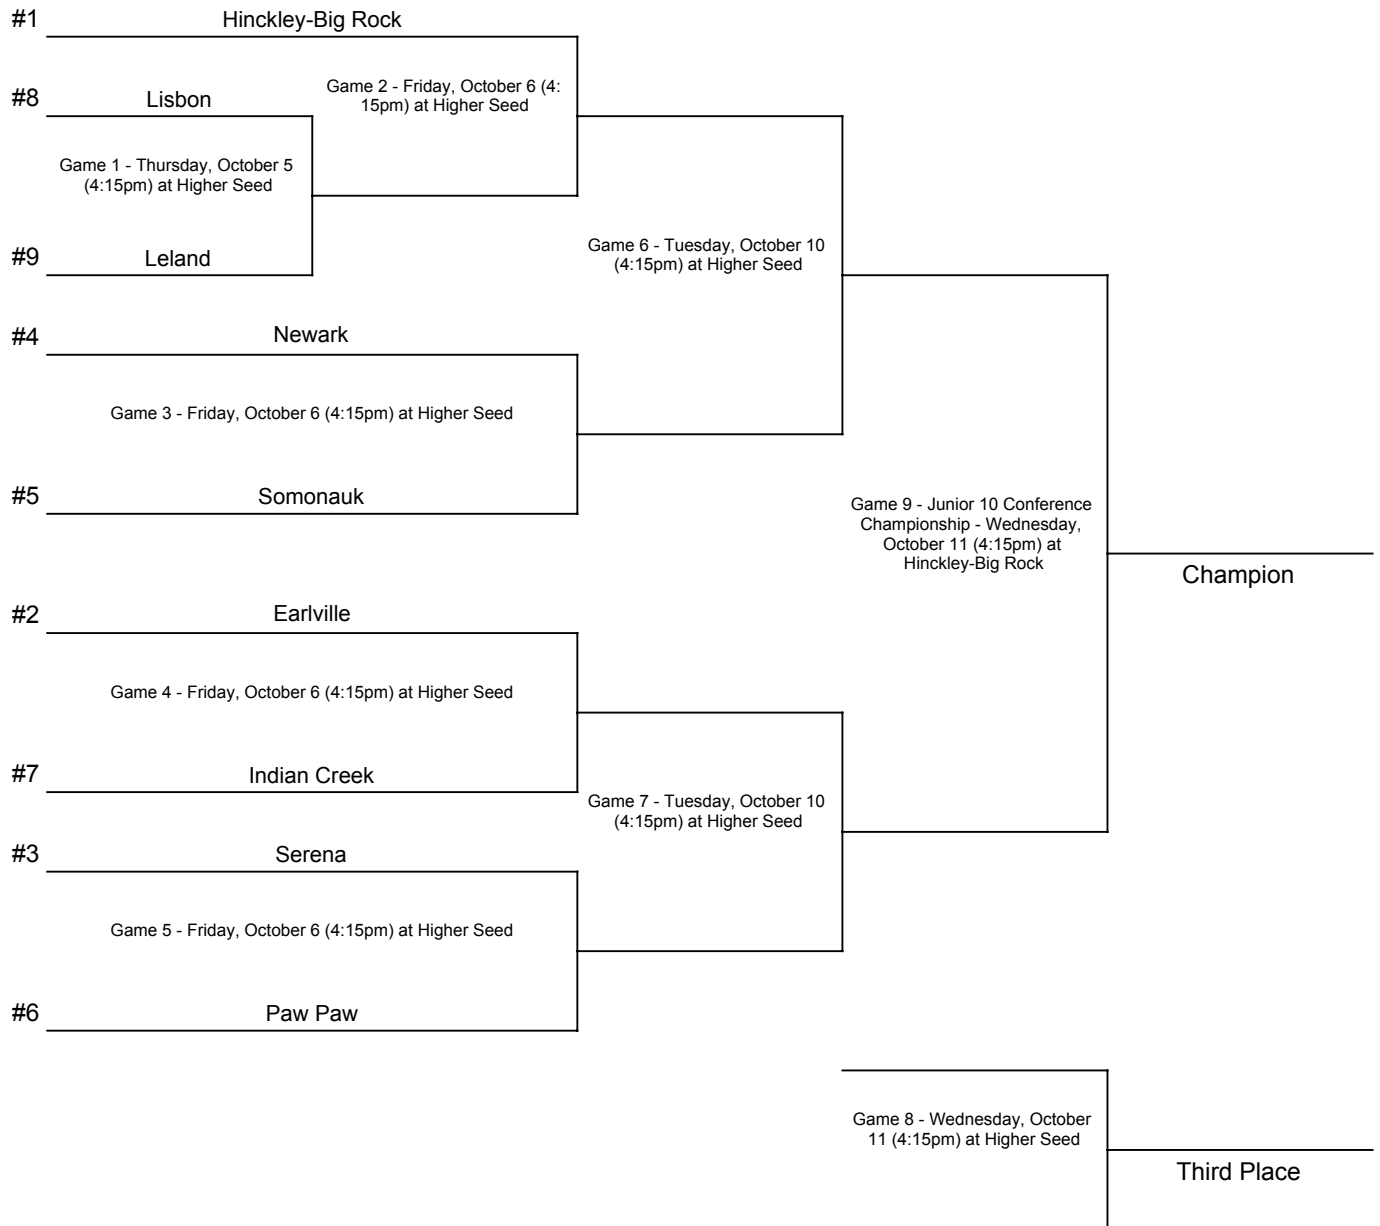 #1 Hinckley-Big Rock
Game 2 - Friday, October 6 (4:
15pm) at Higher Seed
#8 Lisbon
Game 1 - Thursday, October 5
(4:15pm) at Higher Seed
#9 Leland
Game 6 - Tuesday, October 10
(4:15pm) at Higher Seed
#4 Newark
Game 3 - Friday, October 6 (4:15pm) at Higher Seed
#5 Somonauk
Game 9 - Junior 10 Conference
Championship - Wednesday,
October 11 (4:15pm) at
Hinckley-Big Rock
Champion
#2 Earlville
Game 4 - Friday, October 6 (4:15pm) at Higher Seed
#7 Indian Creek
Game 7 - Tuesday, October 10
(4:15pm) at Higher Seed
#3 Serena
Game 5 - Friday, October 6 (4:15pm) at Higher Seed
#6 Paw Paw
Game 8 - Wednesday, October
11 (4:15pm) at Higher Seed
Third Place